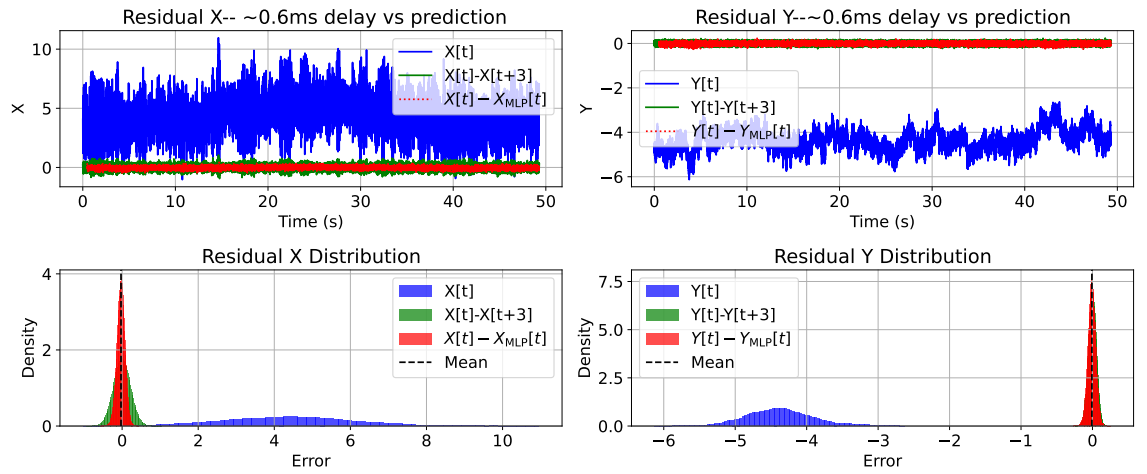 Residual X-- ~0.6ms delay vs prediction
X
10
5
0
X[t]
X[t]-X[t+3]
X[t] − X_MLP[t]
0 10 20 30 40 50
Time (s)
Residual Y--~0.6ms delay vs prediction
Y
0
−2
−4
−6
Y[t]
Y[t]-Y[t+3]
Y[t] − Y_MLP[t]
0 10 20 30 40 50
Time (s)
Residual X Distribution
Density
4
2
0
X[t]
X[t]-X[t+3]
X[t] − X_MLP[t]
Mean
0 2 4 6 8 10
Error
Residual Y Distribution
Density
7.5
5.0
2.5
0.0
Y[t]
Y[t]-Y[t+3]
Y[t] − Y_MLP[t]
Mean
−6 −5 −4 −3 −2 −1 0
Error